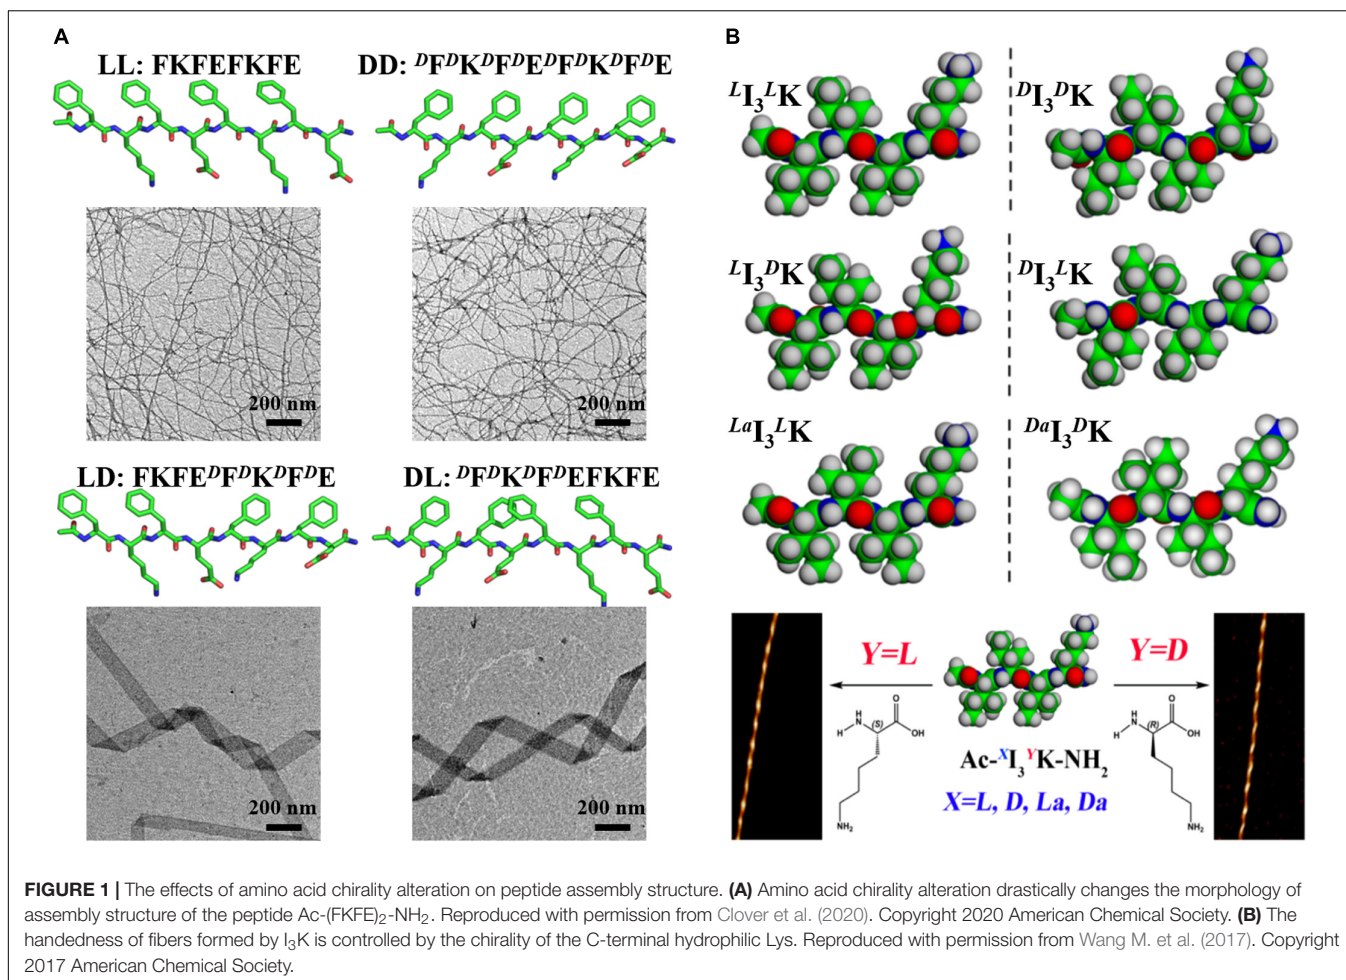 A
LL: FKFEFKFE
DD: ᴰFᴰKᴰFᴰEᴰFᴰKᴰFᴰE
200 nm
200 nm
LD: FKFEᴰFᴰKᴰFᴰE
DL: ᴰFᴰKᴰFᴰEFKFE
200 nm
200 nm
B
ᴸI₃ᴸK
ᴰI₃ᴰK
ᴸI₃ᴰK
ᴰI₃ᴸK
ᴸᵃI₃ᴸK
ᴰᵃI₃ᴰK
Y=L
Y=D
H
N
H
(S)
O
OH
NH₂
Ac-ˣI₃ʸK-NH₂
X=L, D, La, Da
H
N
H
(R)
O
OH
NH₂
FIGURE 1 | The effects of amino acid chirality alteration on peptide assembly structure. (A) Amino acid chirality alteration drastically changes the morphology of
assembly structure of the peptide Ac-(FKFE)₂-NH₂. Reproduced with permission from Clover et al. (2020). Copyright 2020 American Chemical Society. (B) The
handedness of fibers formed by I₃K is controlled by the chirality of the C-terminal hydrophilic Lys. Reproduced with permission from Wang M. et al. (2017). Copyright
2017 American Chemical Society.